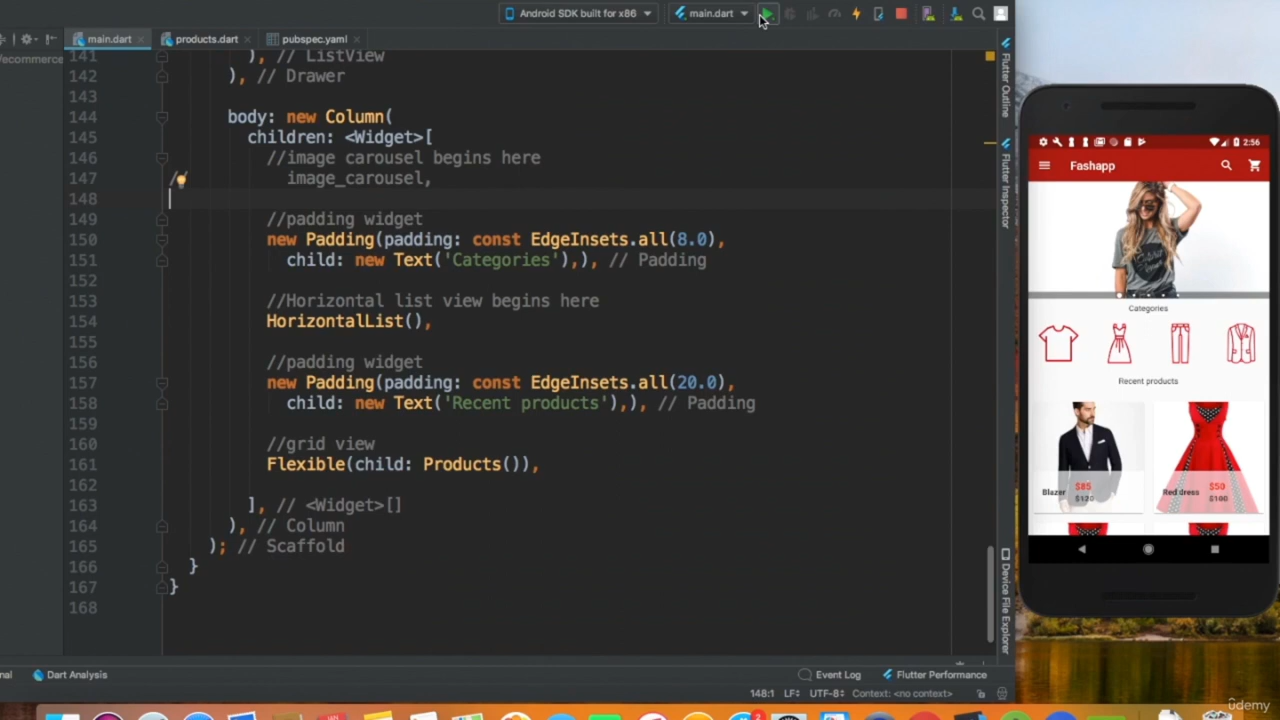 Android SDK built for x86
main.dart
/ecommerce
main.dart
products.dart
pubspec.yaml
141 ), // ListView
142 ), // Drawer
143
144 body: new Column(
145 children: <Widget>[
146 //image carousel begins here
147 // image_carousel,
148
149 //padding widget
150 new Padding(padding: const EdgeInsets.all(8.0),
151 child: new Text('Categories'),), // Padding
152
153 //Horizontal list view begins here
154 HorizontalList(),
155
156 //padding widget
157 new Padding(padding: const EdgeInsets.all(20.0),
158 child: new Text('Recent products'),), // Padding
159
160 //grid view
161 Flexible(child: Products()),
162
163 ], // <Widget>[]
164 ), // Column
165 ); // Scaffold
166 }
167 }
168
Flutter Outline
Flutter Inspector
Device File Explorer
2:56
Fashapp
Categories
Recent products
Blazer $85
$120
Red dress $50
$100
nal
Dart Analysis
Event Log
Flutter Performance
148:1 LF÷ UTF-8÷ Context: <no context>
2
ûdemy